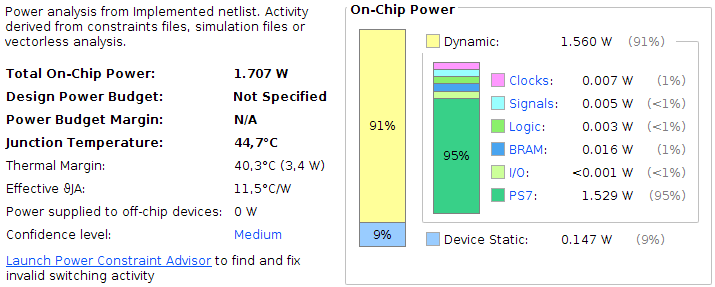 Power analysis from Implemented netlist. Activity
derived from constraints files, simulation files or
vectorless analysis.
Total On-Chip Power: 1.707 W
Design Power Budget: Not Specified
Power Budget Margin: N/A
Junction Temperature: 44,7°C
Thermal Margin: 40,3°C (3,4 W)
Effective ϑJA: 11,5°C/W
Power supplied to off-chip devices: 0 W
Confidence level: Medium
Launch Power Constraint Advisor to find and fix
invalid switching activity
On-Chip Power
91%
9%
Dynamic: 1.560 W (91%)
95%
Clocks: 0.007 W (1%)
Signals: 0.005 W (<1%)
Logic: 0.003 W (<1%)
BRAM: 0.016 W (1%)
I/O: <0.001 W (<1%)
PS7: 1.529 W (95%)
Device Static: 0.147 W (9%)